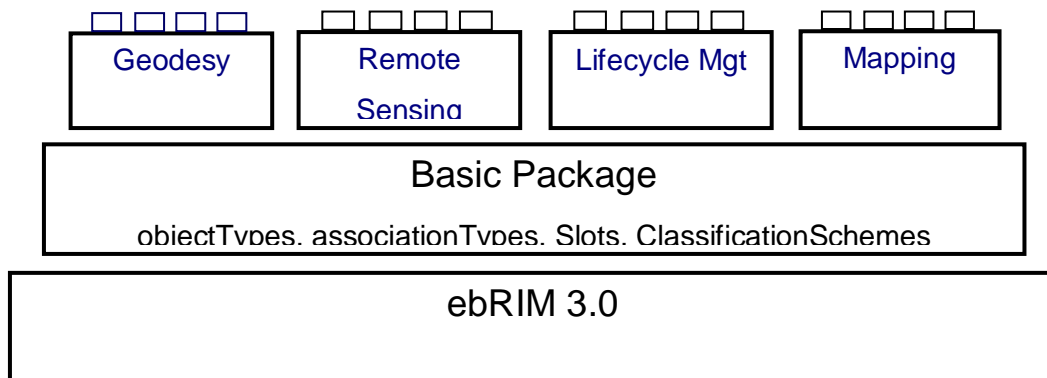 Geodesy
Remote
Sensing
Lifecycle Mgt
Mapping
Basic Package
objectTypes, associationTypes, Slots, ClassificationSchemes
ebRIM 3.0